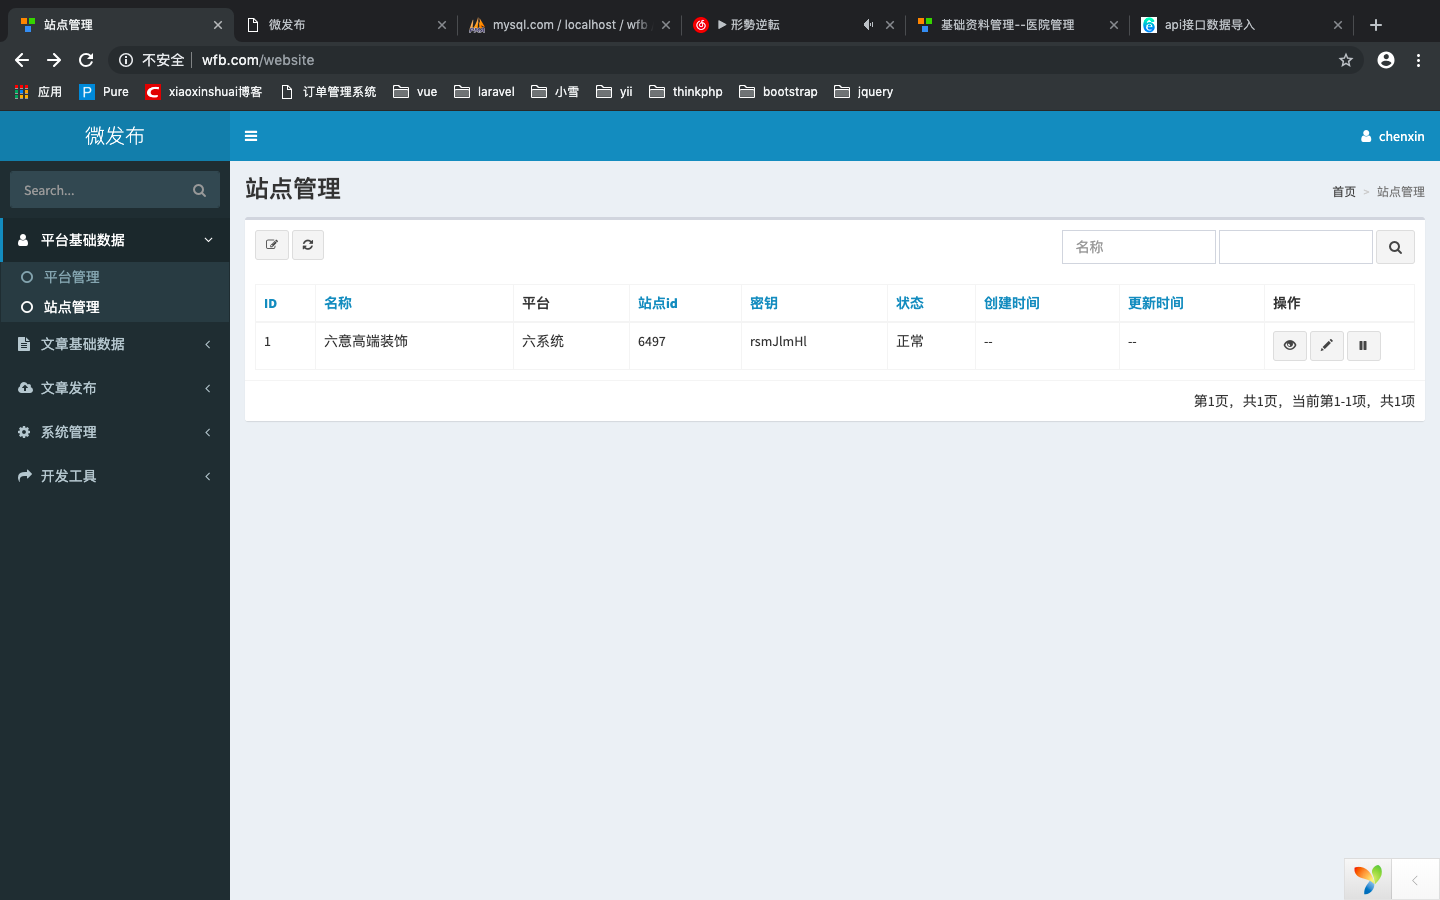 站点管理
微发布
mysql.com / localhost / wfb
▶ 形勢逆転
基础资料管理--医院管理
api接口数据导入
不安全 | wfb.com/website
应用 Pure xiaoxinshuai博客 订单管理系统 vue laravel 小雪 yii thinkphp bootstrap jquery
微发布
chenxin
Search...
平台基础数据
平台管理
站点管理
文章基础数据
文章发布
系统管理
开发工具
站点管理
首页 > 站点管理
名称
ID 名称 平台 站点id 密钥 状态 创建时间 更新时间 操作
1 六意高端装饰 六系统 6497 rsmJlmHl 正常 -- --
第1页，共1页，当前第1-1项，共1项